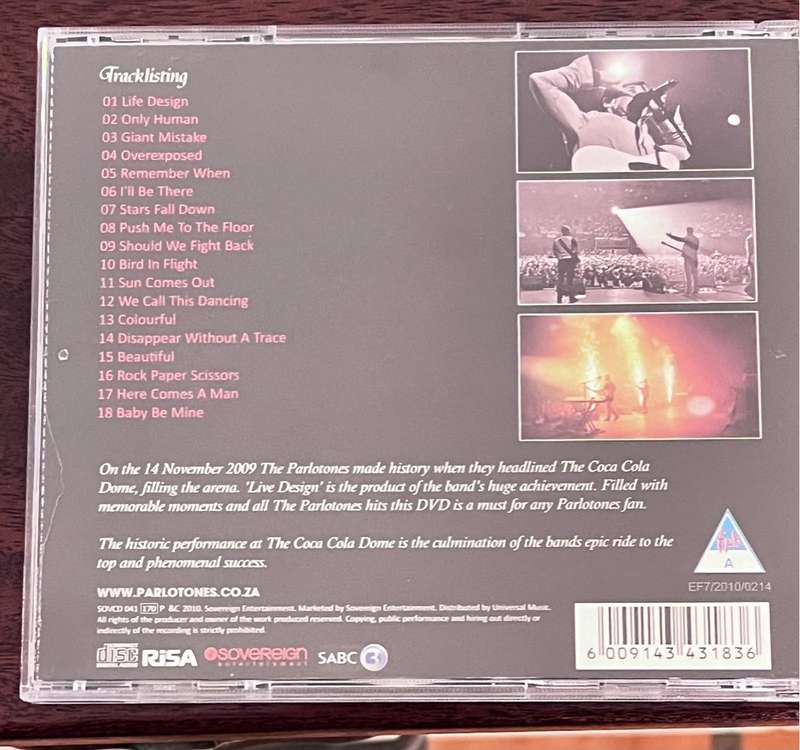 Tracklisting
01 Life Design
02 Only Human
03 Giant Mistake
04 Overexposed
05 Remember When
06 I'll Be There
07 Stars Fall Down
08 Push Me To The Floor
09 Should We Fight Back
10 Bird In Flight
11 Sun Comes Out
12 We Call This Dancing
13 Colourful
14 Disappear Without A Trace
15 Beautiful
16 Rock Paper Scissors
17 Here Comes A Man
18 Baby Be Mine
On the 14 November 2009 The Parlotones made history when they headlined The Coca Cola
Dome, filling the arena. 'Live Design' is the product of the band's huge achievement. Filled with
memorable moments and all The Parlotones hits this DVD is a must for any Parlotones fan.
The historic performance at The Coca Cola Dome is the culmination of the bands epic ride to the
top and phenomenal success.
A
EF7/2010/0214
WWW.PARLOTONES.CO.ZA
SOVCD 041 170 P &C 2010. Sovereign Entertainment. Marketed by Sovereign Entertainment. Distributed by Universal Music.
All rights of the producer and owner of the work produced reserved. Copying, public performance and hiring out directly or
indirectly of the recording is strictly prohibited.
disc RiSA SOVEREIGN entertainment SABC 3
6 009143 431836